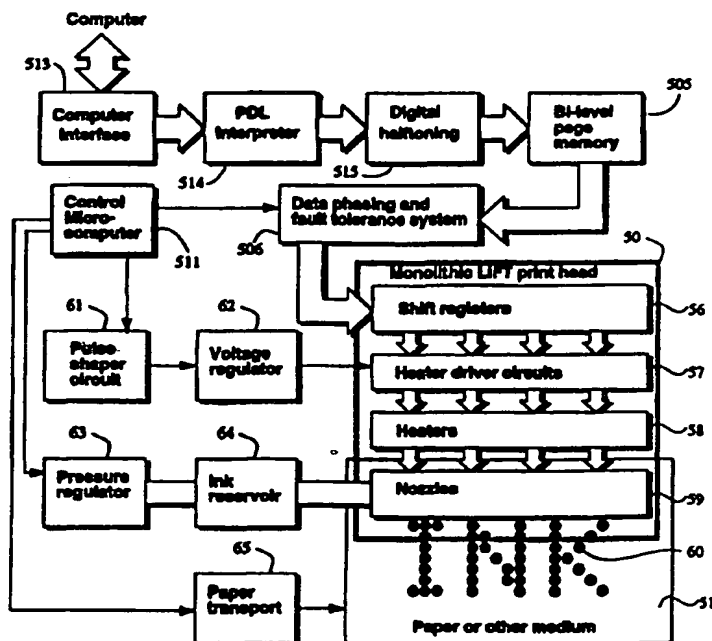 Computer
513
505
Computer
Interface
PDL
Interpreter
Digital
halftoning
Bi-level
page
memory
514
515
Control
Micro-
computer
511
Data phasing and
fault tolerance system
506
50
Monolithic LIFT print head
Shift registers
56
61
62
Pulse-
shaper
circuit
Voltage
regulator
Heater driver circuits
57
Heaters
58
63
64
Pressure
regulator
Ink
reservoir
Nozzles
59
60
65
Paper
transport
51
Paper or other medium